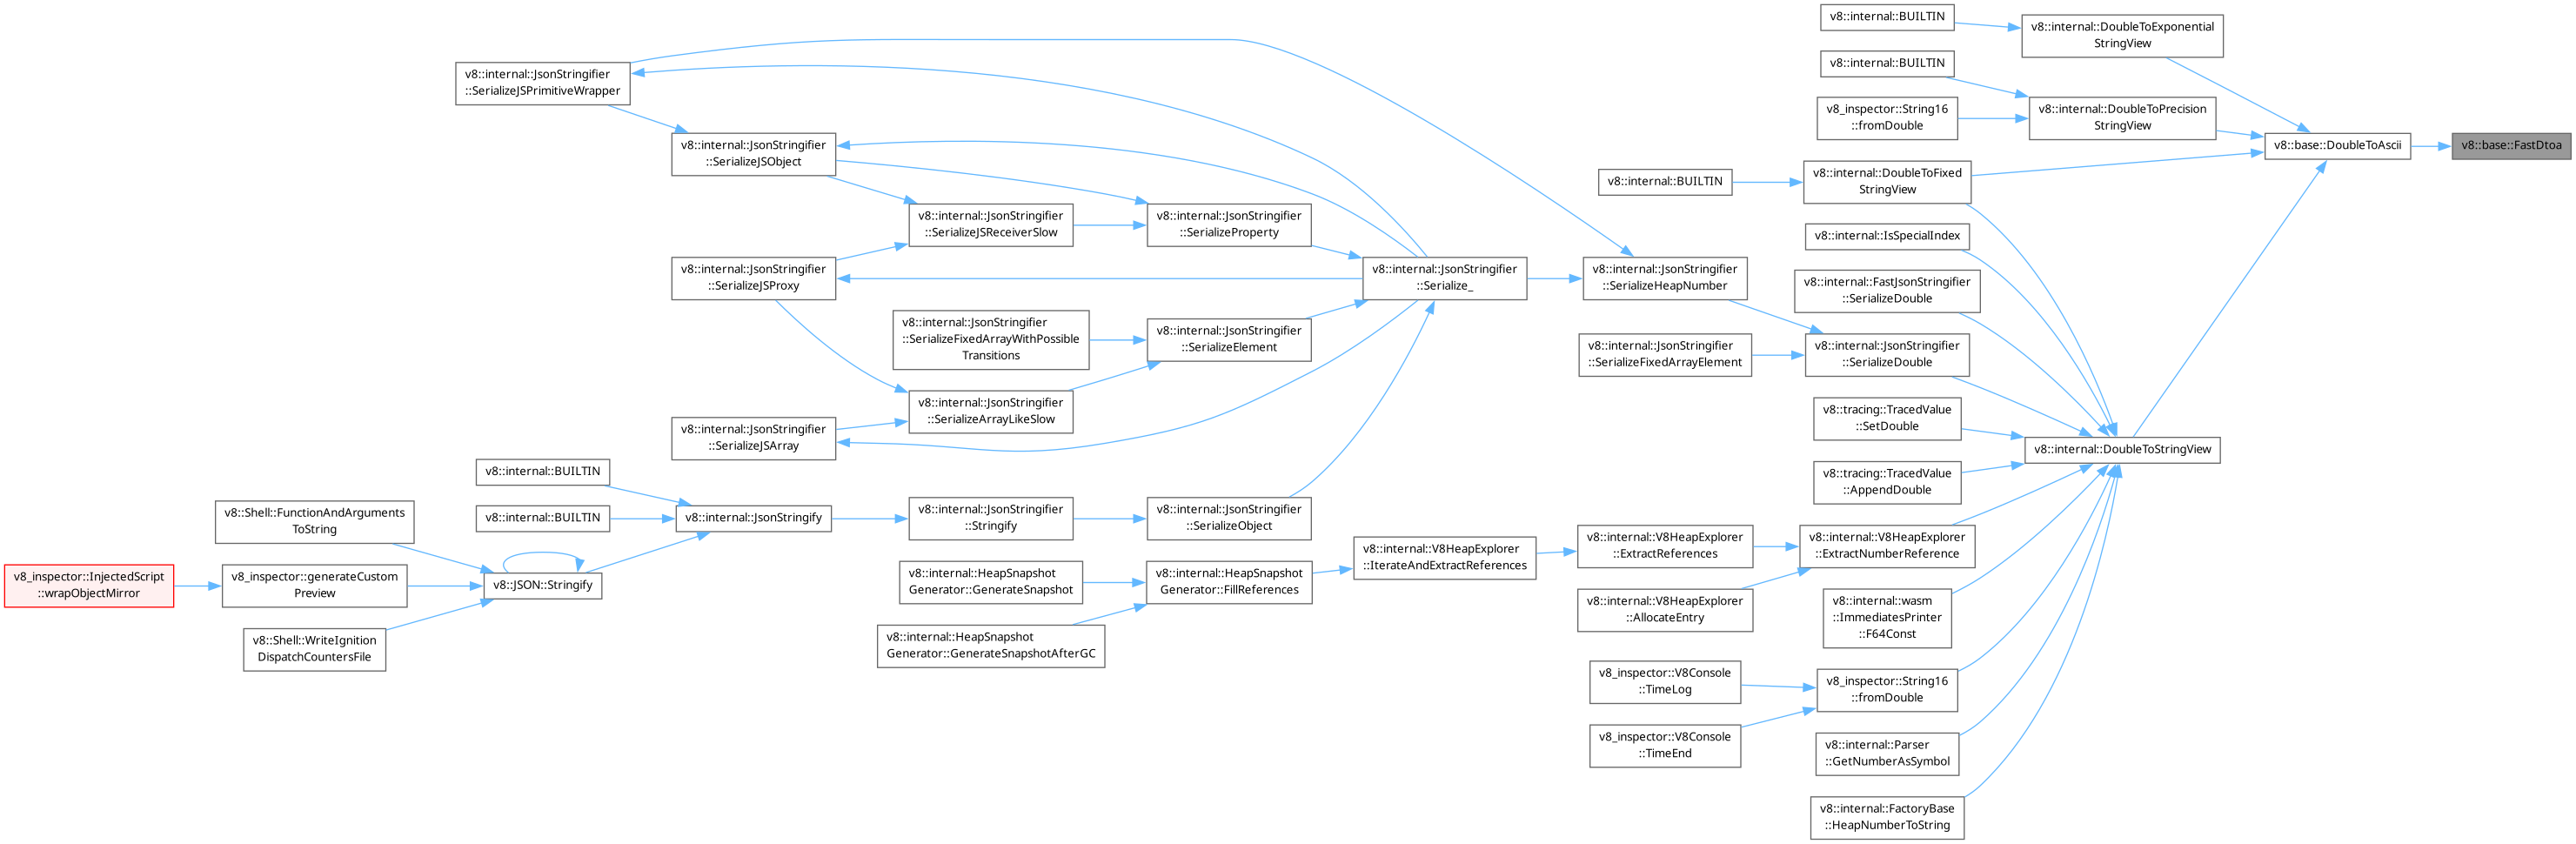 v8::internal::BUILTIN
v8::internal::DoubleToExponential
StringView
v8::internal::BUILTIN
v8::internal::JsonStringifier
::SerializeJSPrimitiveWrapper
v8_inspector::String16
::fromDouble
v8::internal::DoubleToPrecision
StringView
v8::internal::JsonStringifier
::SerializeJSObject
v8::base::DoubleToAscii
v8::base::FastDtoa
v8::internal::BUILTIN
v8::internal::DoubleToFixed
StringView
v8::internal::JsonStringifier
::SerializeJSReceiverSlow
v8::internal::JsonStringifier
::SerializeProperty
v8::internal::IsSpecialIndex
v8::internal::JsonStringifier
::SerializeJSProxy
v8::internal::JsonStringifier
::Serialize_
v8::internal::JsonStringifier
::SerializeHeapNumber
v8::internal::FastJsonStringifier
::SerializeDouble
v8::internal::JsonStringifier
::SerializeFixedArrayWithPossible
Transitions
v8::internal::JsonStringifier
::SerializeElement
v8::internal::JsonStringifier
::SerializeFixedArrayElement
v8::internal::JsonStringifier
::SerializeDouble
v8::internal::JsonStringifier
::SerializeJSArray
v8::internal::JsonStringifier
::SerializeArrayLikeSlow
v8::tracing::TracedValue
::SetDouble
v8::internal::DoubleToStringView
v8::internal::BUILTIN
v8::tracing::TracedValue
::AppendDouble
v8::Shell::FunctionAndArguments
ToString
v8::internal::BUILTIN
v8::internal::JsonStringify
v8::internal::JsonStringifier
::Stringify
v8::internal::JsonStringifier
::SerializeObject
v8_inspector::InjectedScript
::wrapObjectMirror
v8_inspector::generateCustom
Preview
v8::JSON::Stringify
v8::internal::HeapSnapshot
Generator::GenerateSnapshot
v8::internal::HeapSnapshot
Generator::FillReferences
v8::internal::V8HeapExplorer
::IterateAndExtractReferences
v8::internal::V8HeapExplorer
::ExtractReferences
v8::internal::V8HeapExplorer
::ExtractNumberReference
v8::Shell::WriteIgnition
DispatchCountersFile
v8::internal::HeapSnapshot
Generator::GenerateSnapshotAfterGC
v8::internal::V8HeapExplorer
::AllocateEntry
v8::internal::wasm
::ImmediatesPrinter
::F64Const
v8_inspector::V8Console
::TimeLog
v8_inspector::String16
::fromDouble
v8_inspector::V8Console
::TimeEnd
v8::internal::Parser
::GetNumberAsSymbol
v8::internal::FactoryBase
::HeapNumberToString